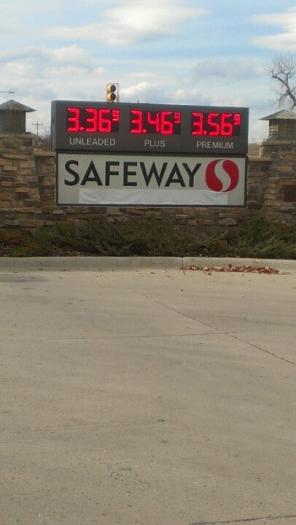 3.36⁹ 3.46⁹ 3.56⁹
UNLEADED PLUS PREMIUM
SAFEWAY S